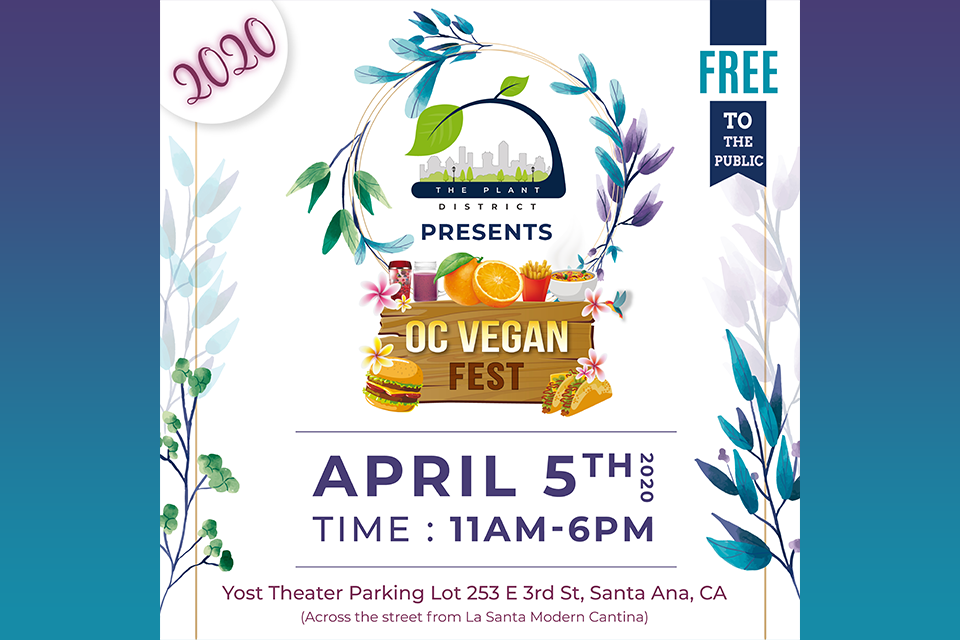 2020
FREE
TO
THE
PUBLIC
THE PLANT
DISTRICT
PRESENTS
OC VEGAN
FEST
APRIL 5TH 2020
TIME : 11AM-6PM
Yost Theater Parking Lot 253 E 3rd St, Santa Ana, CA
(Across the street from La Santa Modern Cantina)